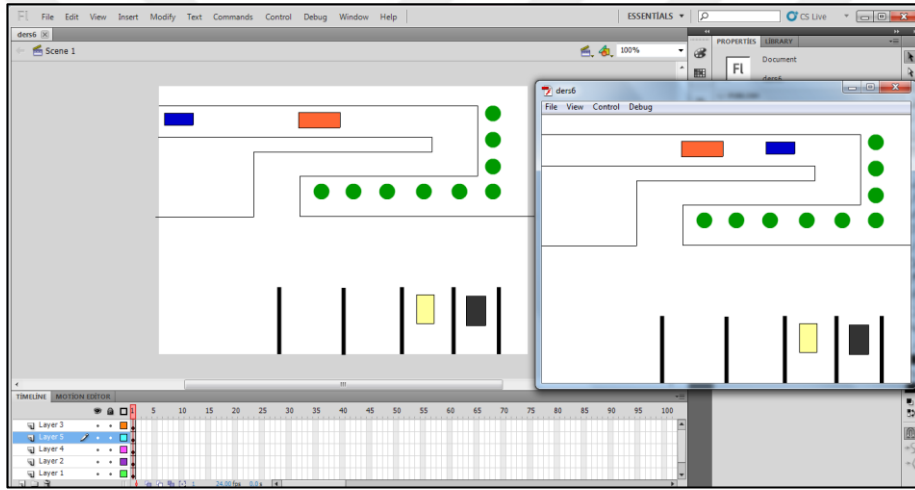 Fl File Edit View Insert Modify Text Commands Control Debug Window Help ESSENTIALS CS Live
ders6
Scene 1 100%
PROPERTIES LIBRARY
Fl Document
ders6
ders6
File View Control Debug
TIMELINE MOTION EDITOR
1 5 10 15 20 25 30 35 40 45 50 55 60 65 70 75 80 85 90 95 100
Layer 3
Layer 5
Layer 4
Layer 2
Layer 1
1 24.00 fps 0.0 s